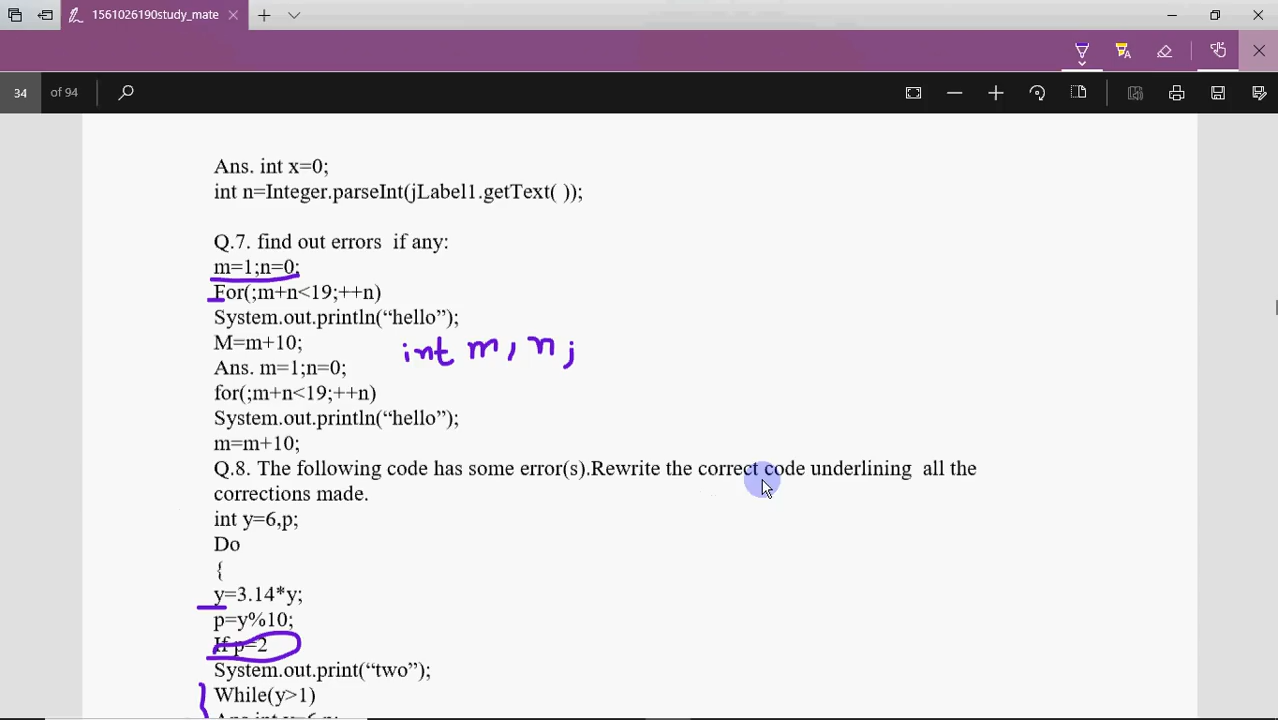 1561026190study_mate
34 of 94
Ans. int x=0;
int n=Integer.parseInt(jLabel1.getText( ));
Q.7. find out errors  if any:
m=1;n=0;
For(;m+n<19;++n)
System.out.println(“hello”);
M=m+10;
int m, n;
Ans. m=1;n=0;
for(;m+n<19;++n)
System.out.println(“hello”);
m=m+10;
Q.8. The following code has some error(s).Rewrite the correct code underlining  all the
corrections made.
int y=6,p;
Do
{
y=3.14*y;
p=y%10;
If p=2
System.out.print(“two”);
While(y>1)
}